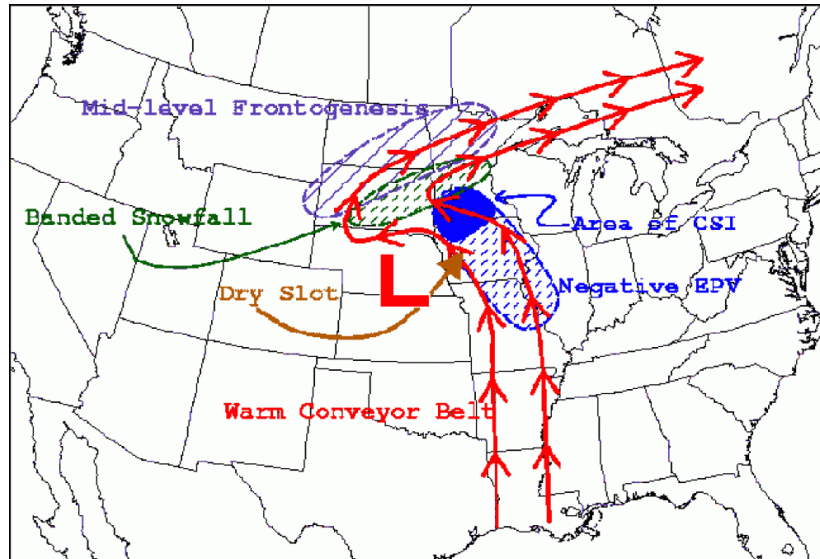 Mid-level Frontogenesis
Banded Snowfall
Area of CSI
Dry Slot
L
Negative EPV
Warm Conveyor Belt